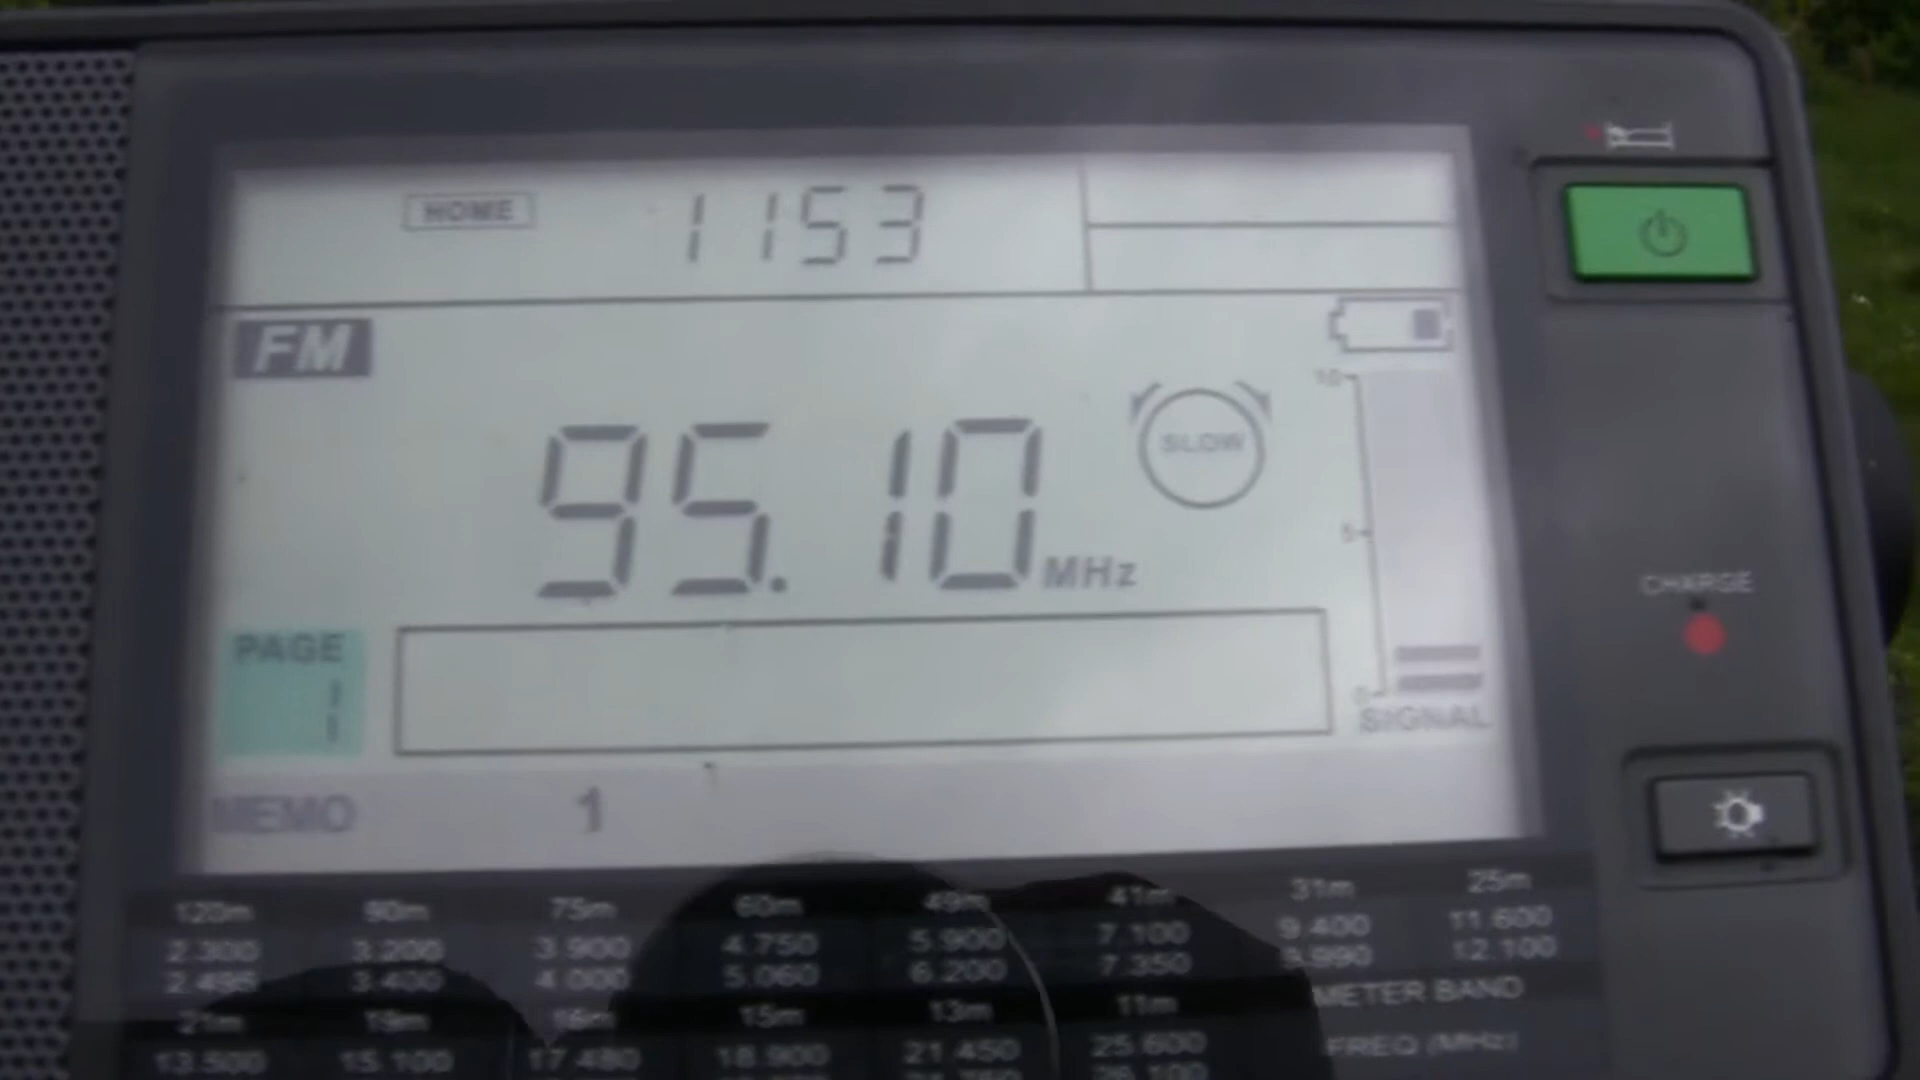 HOME 1153
FM
10
95.10 MHz
SLOW
5
CHARGE
PAGE
1
0
SIGNAL
MEMO 1
120m 90m 75m 60m 49m 41m 31m 25m
2.300 3.200 3.900 4.750 5.900 7.100 9.400 11.600
2.495 3.400 4.000 5.060 6.200 7.350 9.990 12.100
21m 19m 16m 15m 13m 11m METER BAND
13.500 15.100 17.480 18.900 21.450 25.600 FREQ (MHz)
26.100